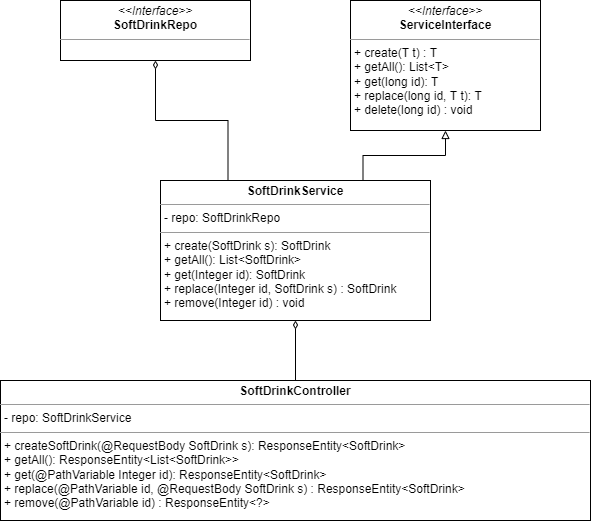 <<Interface>>
SoftDrinkRepo
<<Interface>>
ServiceInterface
+ create(T t) : T
+ getAll(): List<T>
+ get(long id): T
+ replace(long id, T t): T
+ delete(long id) : void
SoftDrinkService
- repo: SoftDrinkRepo
+ create(SoftDrink s): SoftDrink
+ getAll(): List<SoftDrink>
+ get(Integer id): SoftDrink
+ replace(Integer id, SoftDrink s) : SoftDrink
+ remove(Integer id) : void
SoftDrinkController
- repo: SoftDrinkService
+ createSoftDrink(@RequestBody SoftDrink s): ResponseEntity<SoftDrink>
+ getAll(): ResponseEntity<List<SoftDrink>>
+ get(@PathVariable Integer id): ResponseEntity<SoftDrink>
+ replace(@PathVariable id, @RequestBody SoftDrink s) : ResponseEntity<SoftDrink>
+ remove(@PathVariable id) : ResponseEntity<?>